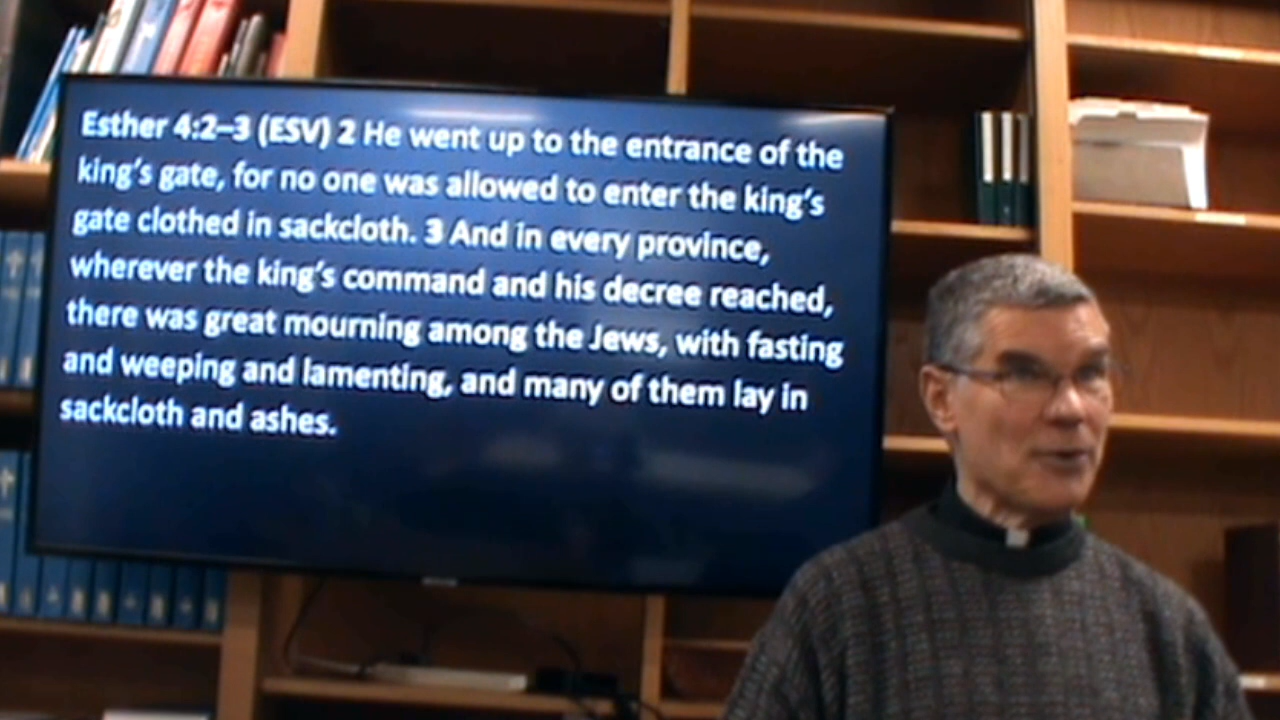 Esther 4:2–3 (ESV) 2 He went up to the entrance of the
king's gate, for no one was allowed to enter the king's
gate clothed in sackcloth. 3 And in every province,
wherever the king's command and his decree reached,
there was great mourning among the Jews, with fasting
and weeping and lamenting, and many of them lay in
sackcloth and ashes.